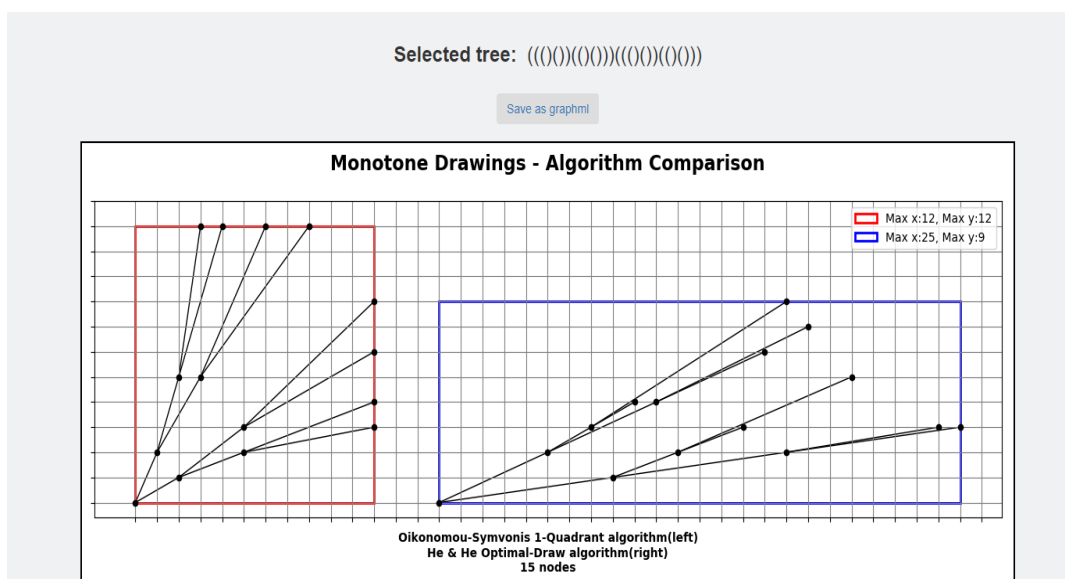 Selected tree: ((()())(()()))((()())(()()))
Save as graphml
Monotone Drawings - Algorithm Comparison
Max x:12, Max y:12
Max x:25, Max y:9
Oikonomou-Symvonis 1-Quadrant algorithm(left)
He & He Optimal-Draw algorithm(right)
15 nodes